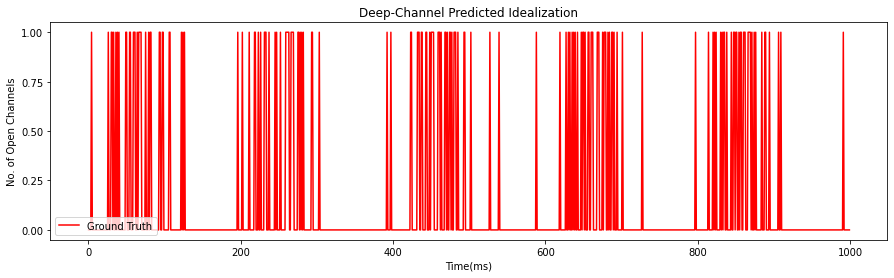 Deep-Channel Predicted Idealization
No. of Open Channels
1.00
0.75
0.50
0.25
0.00
Ground Truth
0 200 400 600 800 1000
Time(ms)